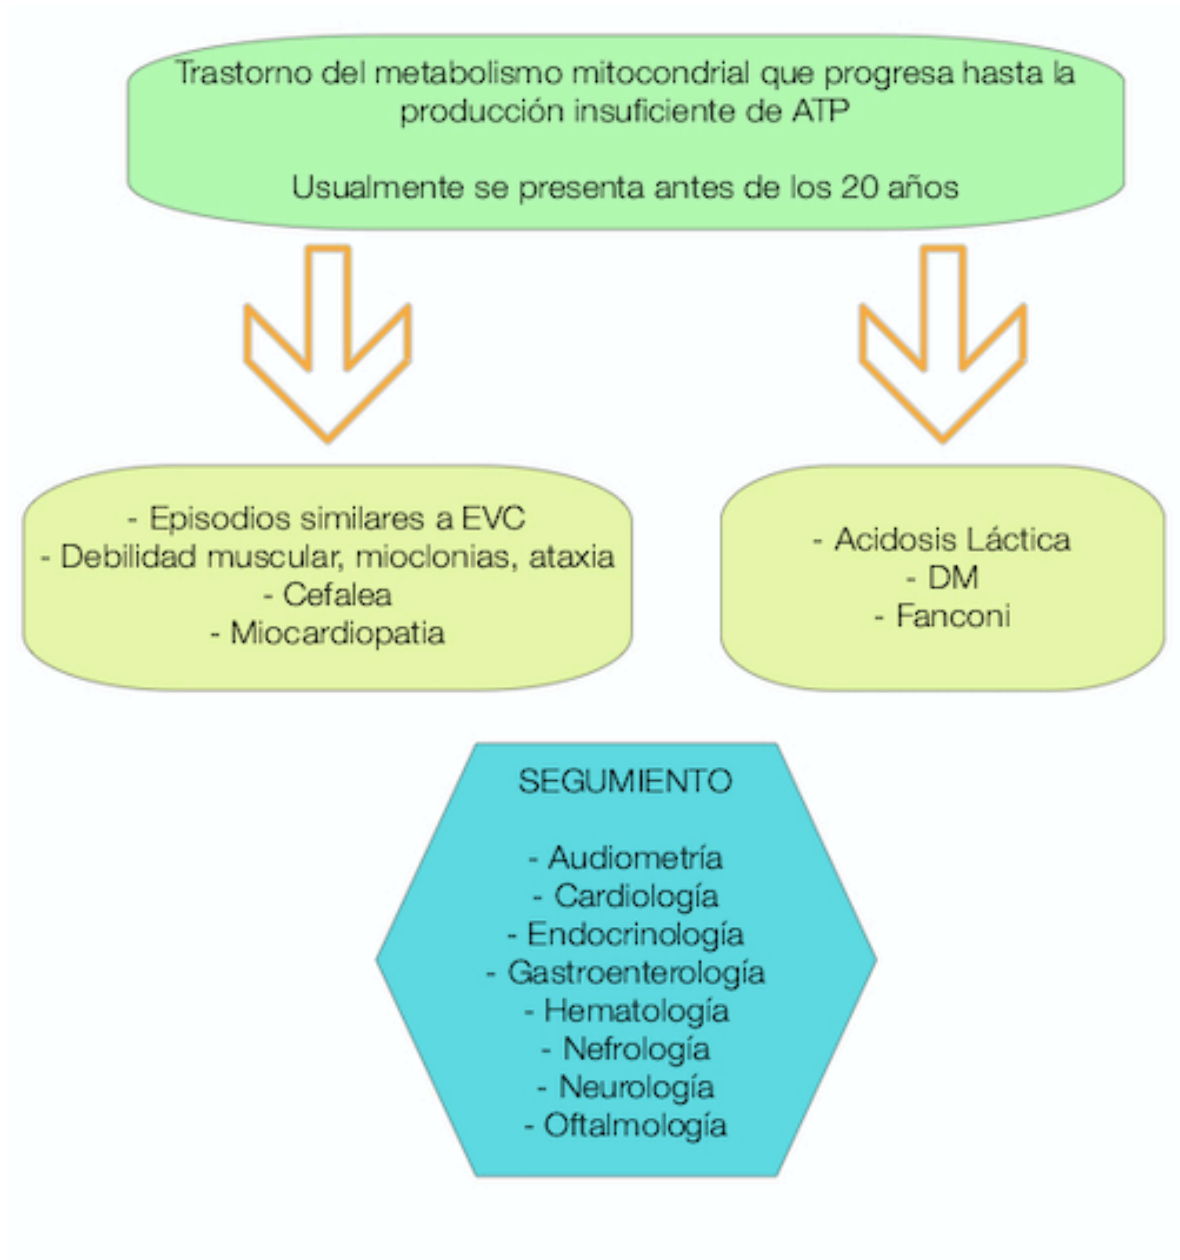 Trastorno del metabolismo mitocondrial que progresa hasta la
producción insuficiente de ATP
Usualmente se presenta antes de los 20 años
- Episodios similares a EVC
- Debilidad muscular, mioclonias, ataxia
- Cefalea
- Miocardiopatia
- Acidosis Láctica
- DM
- Fanconi
SEGUMIENTO
- Audiometría
- Cardiología
- Endocrinología
- Gastroenterología
- Hematología
- Nefrología
- Neurología
- Oftalmología